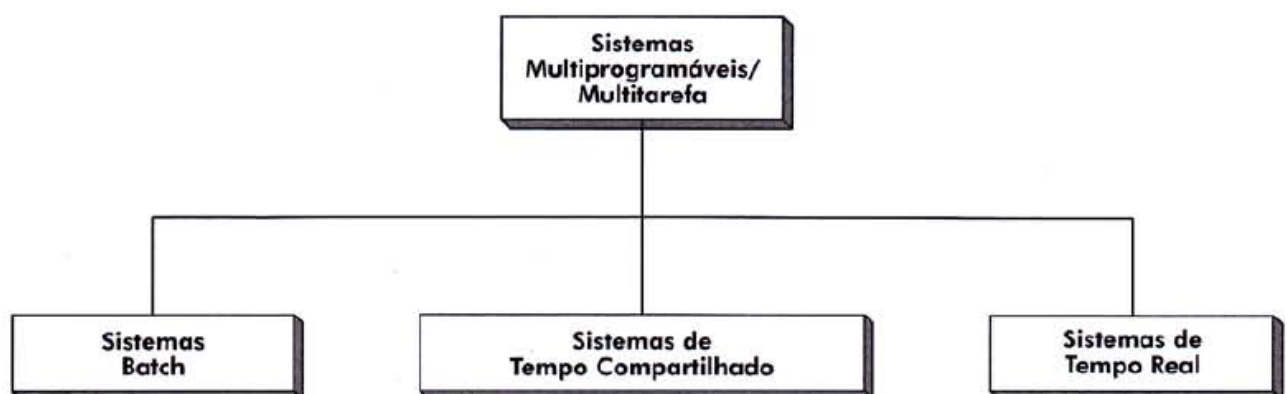 Sistemas
Multiprogramáveis/
Multitarefa
Sistemas
Batch
Sistemas de
Tempo Compartilhado
Sistemas de
Tempo Real